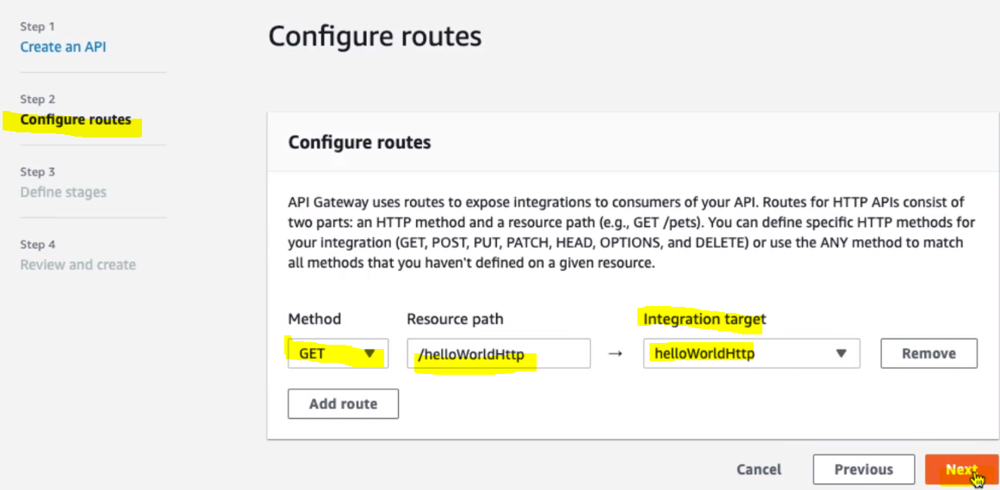 Step 1
Create an API
Step 2
Configure routes
Step 3
Define stages
Step 4
Review and create
Configure routes
Configure routes
API Gateway uses routes to expose integrations to consumers of your API. Routes for HTTP APIs consist of
two parts: an HTTP method and a resource path (e.g., GET /pets). You can define specific HTTP methods for
your integration (GET, POST, PUT, PATCH, HEAD, OPTIONS, and DELETE) or use the ANY method to match
all methods that you haven't defined on a given resource.
Method Resource path Integration target
GET /helloWorldHttp → helloWorldHttp Remove
Add route
Cancel Previous Next